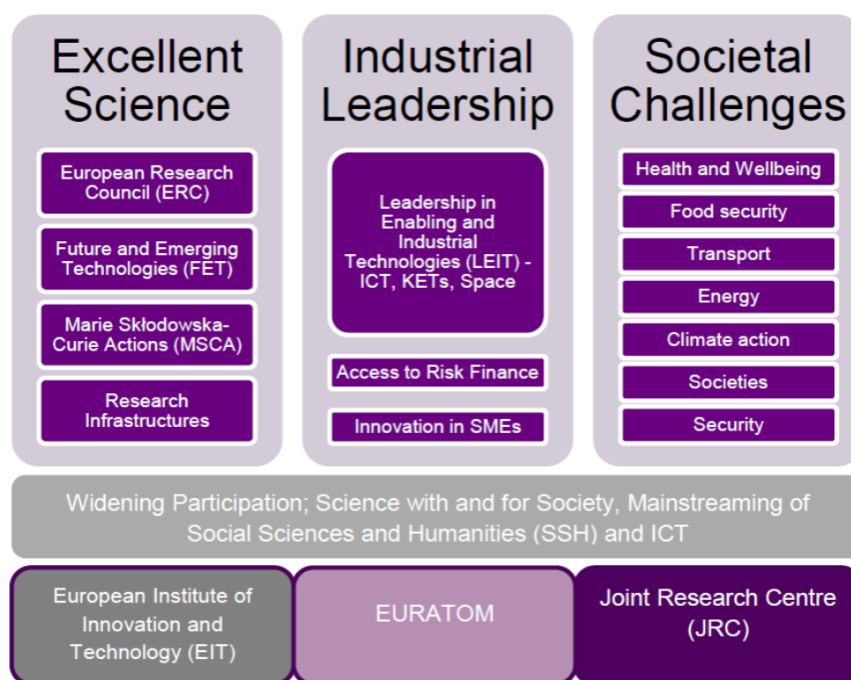 Excellent
Science
European Research
Council (ERC)
Future and Emerging
Technologies (FET)
Marie Skłodowska-
Curie Actions (MSCA)
Research
Infrastructures
Industrial
Leadership
Leadership in
Enabling and
Industrial
Technologies (LEIT) -
ICT, KETs, Space
Access to Risk Finance
Innovation in SMEs
Societal
Challenges
Health and Wellbeing
Food security
Transport
Energy
Climate action
Societies
Security
Widening Participation; Science with and for Society, Mainstreaming of
Social Sciences and Humanities (SSH) and ICT
European Institute of
Innovation and
Technology (EIT)
EURATOM
Joint Research Centre
(JRC)